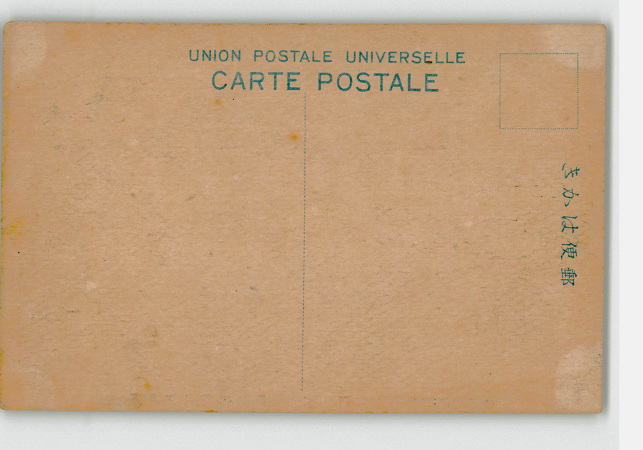 UNION POSTALE UNIVERSELLE
CARTE POSTALE
郵便はかき